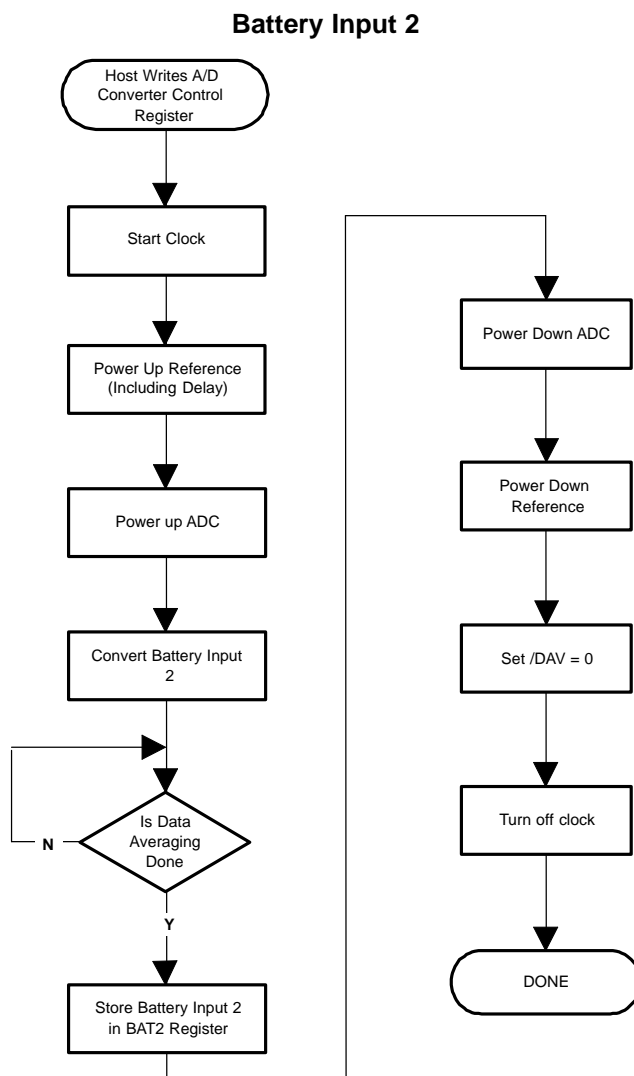 Battery Input 2
Host Writes A/D
Converter Control
Register
Start Clock
Power Up Reference
(Including Delay)
Power up ADC
Convert Battery Input
2
Is Data
Averaging
Done
N
Y
Store Battery Input 2
in BAT2 Register
Power Down ADC
Power Down
Reference
Set /DAV = 0
Turn off clock
DONE